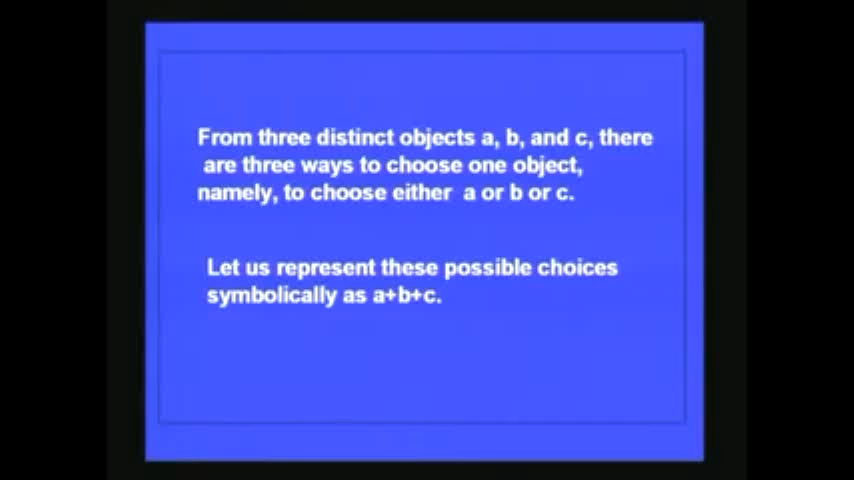 From three distinct objects a, b, and c, there
are three ways to choose one object,
namely, to choose either a or b or c.
Let us represent these possible choices
symbolically as a+b+c.